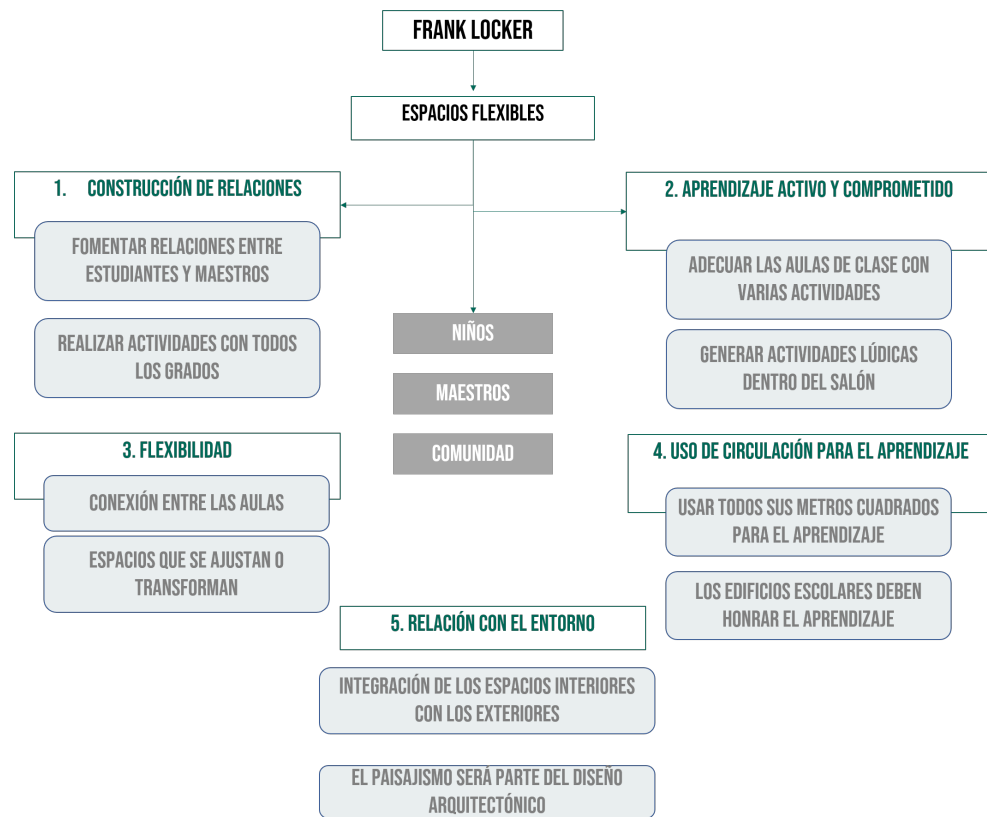 FRANK LOCKER
ESPACIOS FLEXIBLES
1. CONSTRUCCIÓN DE RELACIONES
FOMENTAR RELACIONES ENTRE
ESTUDIANTES Y MAESTROS
REALIZAR ACTIVIDADES CON TODOS
LOS GRADOS
2. APRENDIZAJE ACTIVO Y COMPROMETIDO
ADECUAR LAS AULAS DE CLASE CON
VARIAS ACTIVIDADES
GENERAR ACTIVIDADES LÚDICAS
DENTRO DEL SALÓN
NIÑOS
MAESTROS
COMUNIDAD
3. FLEXIBILIDAD
CONEXIÓN ENTRE LAS AULAS
ESPACIOS QUE SE AJUSTAN O
TRANSFORMAN
4. USO DE CIRCULACIÓN PARA EL APRENDIZAJE
USAR TODOS SUS METROS CUADRADOS
PARA EL APRENDIZAJE
LOS EDIFICIOS ESCOLARES DEBEN
HONRAR EL APRENDIZAJE
5. RELACIÓN CON EL ENTORNO
INTEGRACIÓN DE LOS ESPACIOS INTERIORES
CON LOS EXTERIORES
EL PAISAJISMO SERÁ PARTE DEL DISEÑO
ARQUITECTÓNICO